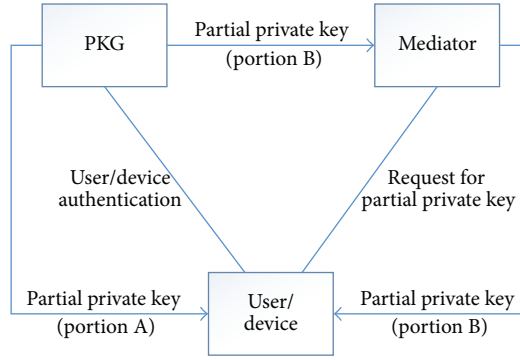 PKG
Partial private key
(portion B)
Mediator
User/device
authentication
Request for
partial private key
Partial private key
(portion A)
User/
device
Partial private key
(portion B)